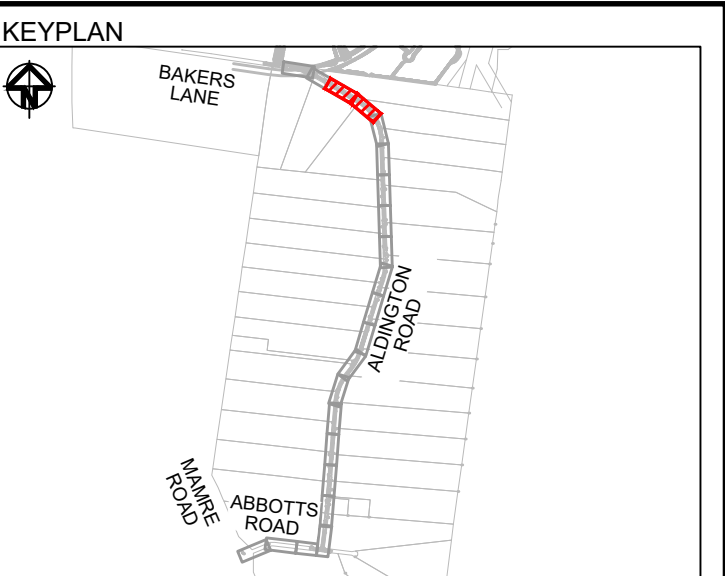 KEYPLAN
N
BAKERS
LANE
ALDINGTON
ROAD
MAMRE
ROAD
ABBOTTS
ROAD